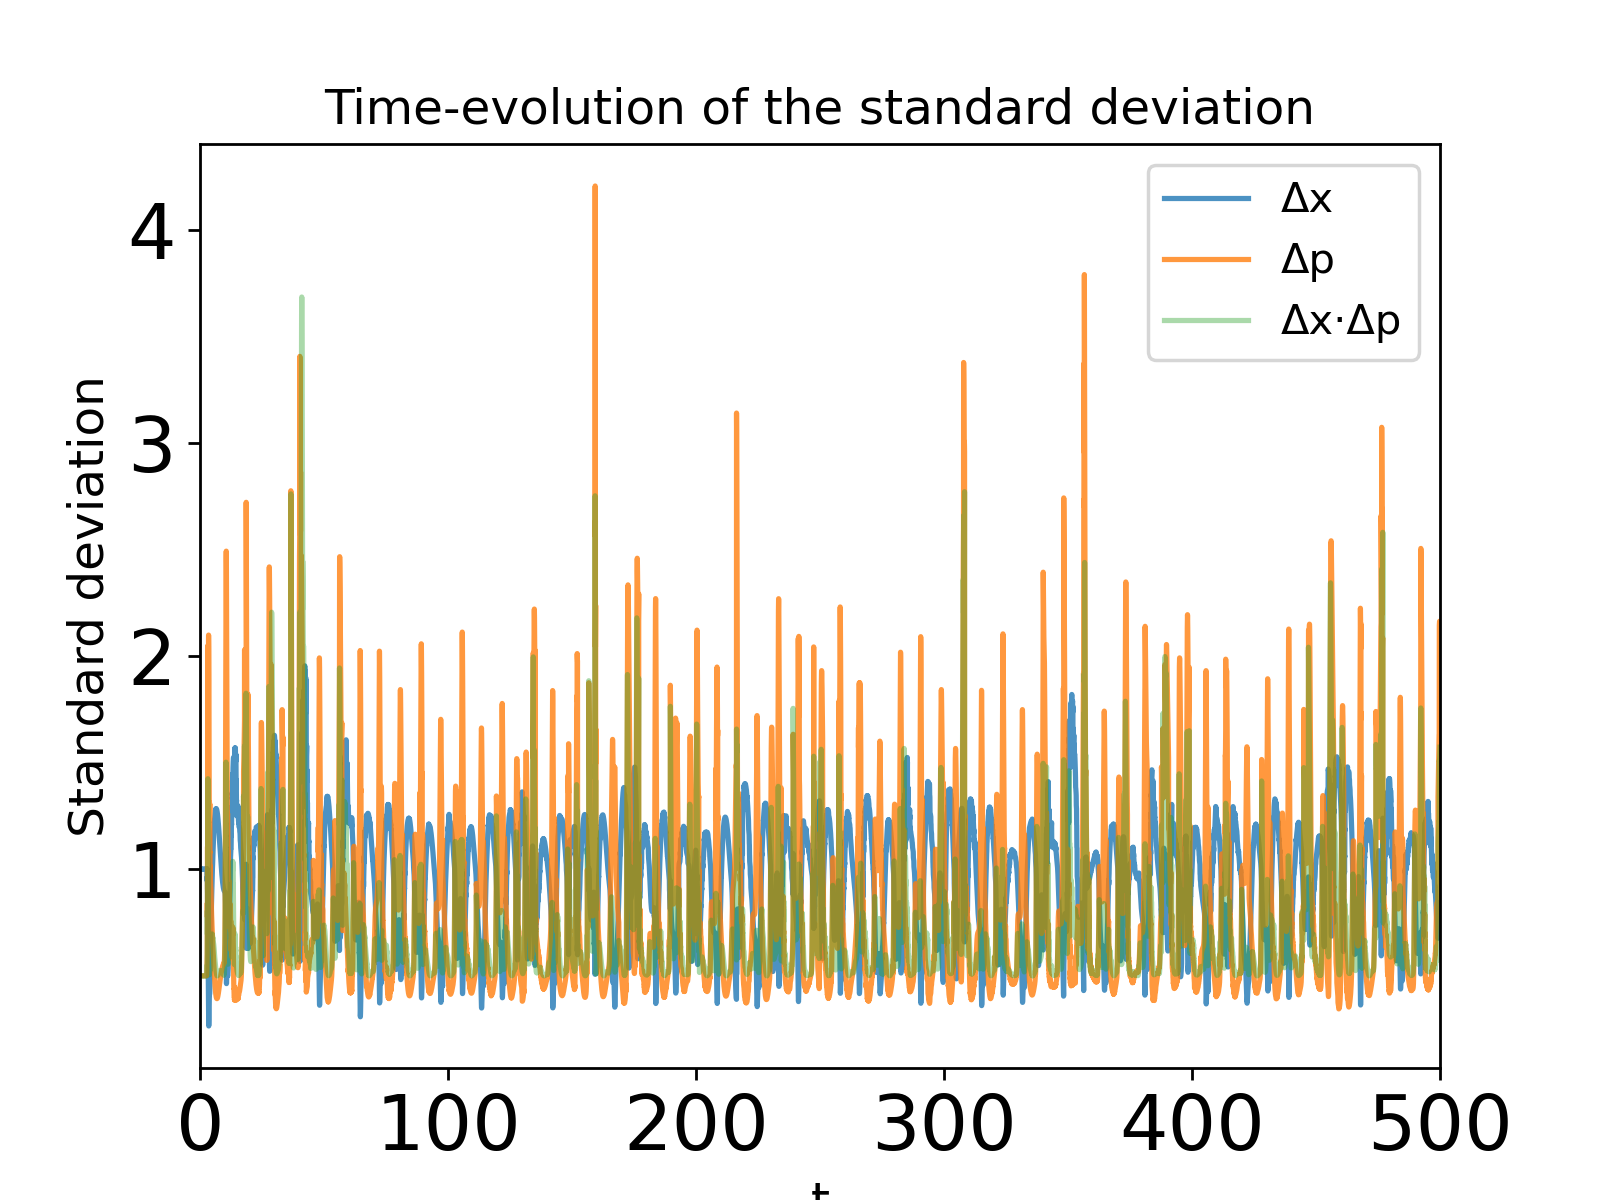 Time-evolution of the standard deviation
Δx
Δp
Δx·Δp
Standard deviation
4
3
2
1
0 100 200 300 400 500
t